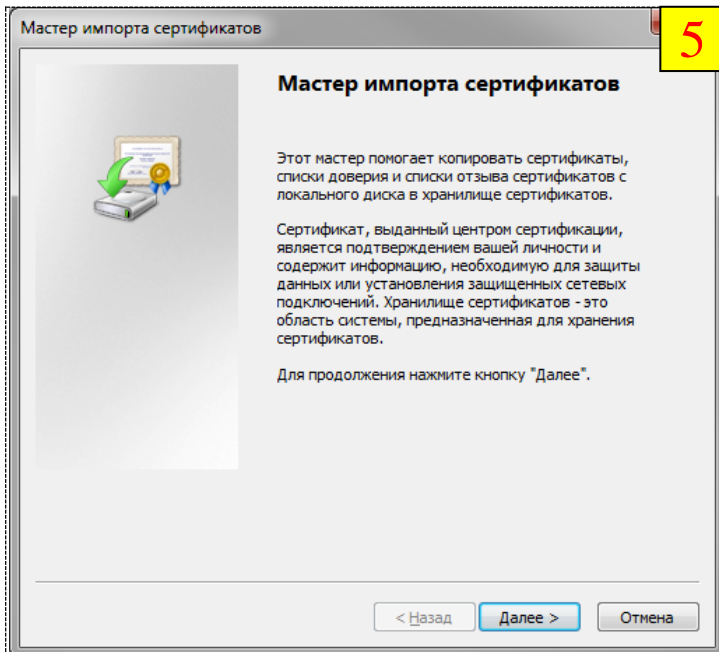 Мастер импорта сертификатов
5
Мастер импорта сертификатов
Этот мастер помогает копировать сертификаты,
списки доверия и списки отзыва сертификатов с
локального диска в хранилище сертификатов.
Сертификат, выданный центром сертификации,
является подтверждением вашей личности и
содержит информацию, необходимую для защиты
данных или установления защищенных сетевых
подключений. Хранилище сертификатов - это
область системы, предназначенная для хранения
сертификатов.
Для продолжения нажмите кнопку "Далее".
< Назад Далее > Отмена